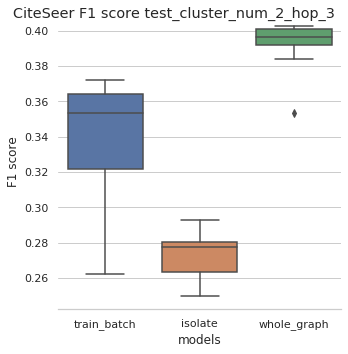 CiteSeer F1 score test_cluster_num_2_hop_3
0.40
0.38
0.36
0.34
0.32
0.30
0.28
0.26
F1 score
train_batch isolate whole_graph
models